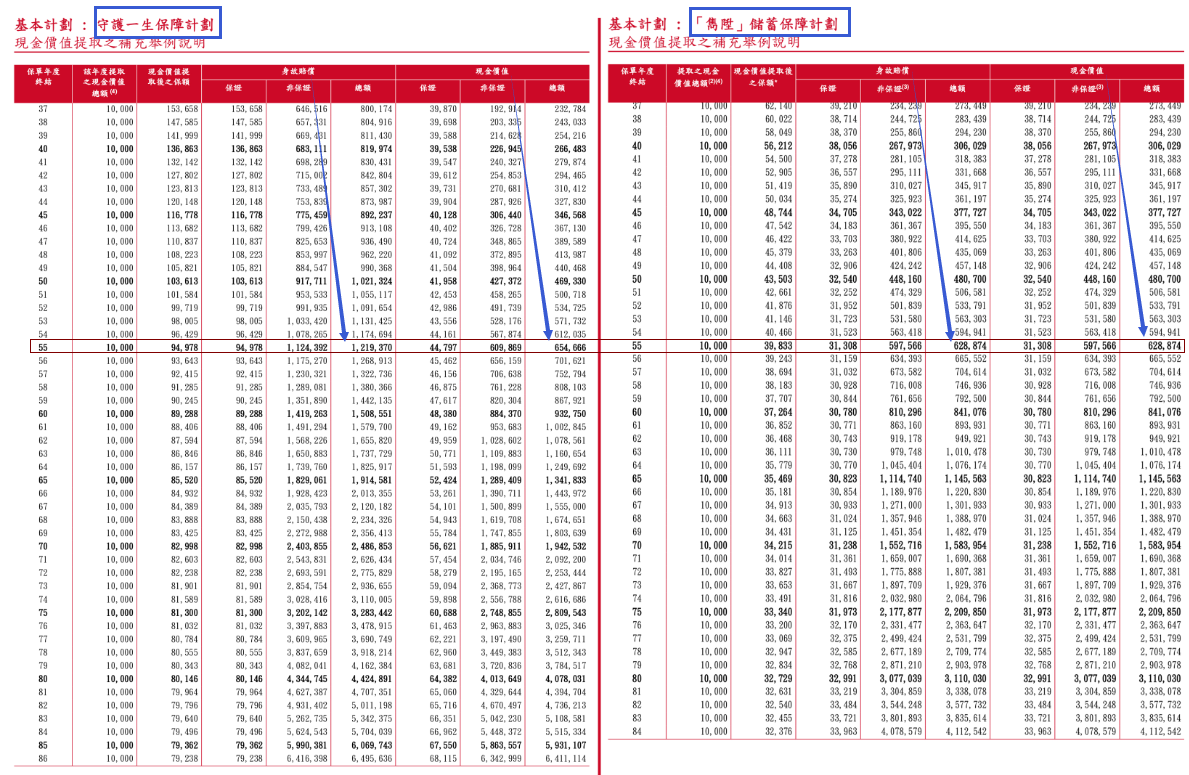 基本計劃 : 守護一生保障計劃
現金價值提取之補充舉例說明
保單年度終結 該年度提取之現金價值總額(4) 現金價值提取後之保額 身故賠償 現金價值
保證 非保證 總額 保證 非保證 總額
37 10,000 153,658 153,658 646,516 800,174 39,870 192,914 232,784
38 10,000 147,585 147,585 657,331 804,916 39,698 203,335 243,033
39 10,000 141,999 141,999 669,431 811,430 39,588 214,628 254,216
40 10,000 136,863 136,863 683,111 819,974 39,538 226,945 266,483
41 10,000 132,142 132,142 698,289 830,431 39,547 240,327 279,874
42 10,000 127,802 127,802 715,002 842,804 39,612 254,853 294,465
43 10,000 123,813 123,813 733,489 857,302 39,731 270,681 310,412
44 10,000 120,148 120,148 753,839 873,987 39,904 287,926 327,830
45 10,000 116,778 116,778 775,459 892,237 40,128 306,440 346,568
46 10,000 113,682 113,682 799,426 913,108 40,402 326,728 367,130
47 10,000 110,837 110,837 825,653 936,490 40,724 348,865 389,589
48 10,000 108,223 108,223 853,997 962,220 41,092 372,895 413,987
49 10,000 105,821 105,821 884,547 990,368 41,504 398,964 440,468
50 10,000 103,613 103,613 917,711 1,021,324 41,958 427,372 469,330
51 10,000 101,584 101,584 953,533 1,055,117 42,453 458,265 500,718
52 10,000 99,719 99,719 991,935 1,091,654 42,986 491,739 534,725
53 10,000 98,005 98,005 1,033,420 1,131,425 43,556 528,176 571,732
54 10,000 96,429 96,429 1,078,265 1,174,694 44,161 567,874 612,035
55 10,000 94,978 94,978 1,124,392 1,219,370 44,797 609,869 654,666
56 10,000 93,643 93,643 1,175,270 1,268,913 45,462 656,159 701,621
57 10,000 92,415 92,415 1,230,321 1,322,736 46,156 706,638 752,794
58 10,000 91,285 91,285 1,289,081 1,380,366 46,875 761,228 808,103
59 10,000 90,245 90,245 1,351,890 1,442,135 47,617 820,304 867,921
60 10,000 89,288 89,288 1,419,263 1,508,551 48,380 884,370 932,750
61 10,000 88,406 88,406 1,491,294 1,579,700 49,162 953,683 1,002,845
62 10,000 87,594 87,594 1,568,226 1,655,820 49,959 1,028,602 1,078,561
63 10,000 86,846 86,846 1,650,883 1,737,729 50,771 1,109,883 1,160,654
64 10,000 86,157 86,157 1,739,760 1,825,917 51,593 1,198,099 1,249,692
65 10,000 85,520 85,520 1,829,061 1,914,581 52,424 1,289,409 1,341,833
66 10,000 84,932 84,932 1,928,423 2,013,355 53,261 1,390,711 1,443,972
67 10,000 84,389 84,389 2,035,793 2,120,182 54,101 1,500,899 1,555,000
68 10,000 83,888 83,888 2,150,438 2,234,326 54,943 1,619,708 1,674,651
69 10,000 83,425 83,425 2,272,988 2,356,413 55,784 1,747,855 1,803,639
70 10,000 82,998 82,998 2,403,855 2,486,853 56,621 1,885,911 1,942,532
71 10,000 82,603 82,603 2,543,831 2,626,434 57,454 2,034,746 2,092,200
72 10,000 82,238 82,238 2,693,591 2,775,829 58,279 2,195,165 2,253,444
73 10,000 81,901 81,901 2,854,754 2,936,655 59,094 2,368,773 2,427,867
74 10,000 81,589 81,589 3,028,416 3,110,005 59,898 2,556,788 2,616,686
75 10,000 81,300 81,300 3,202,142 3,283,442 60,688 2,748,855 2,809,543
76 10,000 81,032 81,032 3,397,883 3,478,915 61,463 2,963,883 3,025,346
77 10,000 80,784 80,784 3,609,965 3,690,749 62,221 3,197,490 3,259,711
78 10,000 80,555 80,555 3,837,659 3,918,214 62,960 3,449,383 3,512,343
79 10,000 80,343 80,343 4,082,041 4,162,384 63,681 3,720,836 3,784,517
80 10,000 80,146 80,146 4,344,745 4,424,891 64,382 4,013,649 4,078,031
81 10,000 79,964 79,964 4,627,387 4,707,351 65,060 4,329,644 4,394,704
82 10,000 79,796 79,796 4,931,402 5,011,198 65,716 4,670,497 4,736,213
83 10,000 79,640 79,640 5,262,735 5,342,375 66,351 5,042,230 5,108,581
84 10,000 79,496 79,496 5,624,543 5,704,039 66,962 5,448,372 5,515,334
85 10,000 79,362 79,362 5,990,381 6,069,743 67,550 5,863,557 5,931,107
86 10,000 79,238 79,238 6,416,398 6,495,636 68,115 6,342,999 6,411,114
基本計劃 : 「雋陞」儲蓄保障計劃
現金價值提取之補充舉例說明
保單年度終結 提取之現金價值總額(2)(4) 現金價值提取後之保額* 身故賠償 現金價值
保證 非保證(3) 總額 保證 非保證(3) 總額
37 10,000 62,140 39,210 234,239 273,449 39,210 234,239 273,449
38 10,000 60,022 38,714 244,725 283,439 38,714 244,725 283,439
39 10,000 58,049 38,370 255,860 294,230 38,370 255,860 294,230
40 10,000 56,212 38,056 267,973 306,029 38,056 267,973 306,029
41 10,000 54,500 37,278 281,105 318,383 37,278 281,105 318,383
42 10,000 52,905 36,557 295,111 331,668 36,557 295,111 331,668
43 10,000 51,419 35,890 310,027 345,917 35,890 310,027 345,917
44 10,000 50,034 35,274 325,923 361,197 35,274 325,923 361,197
45 10,000 48,744 34,705 343,022 377,727 34,705 343,022 377,727
46 10,000 47,542 34,183 361,367 395,550 34,183 361,367 395,550
47 10,000 46,422 33,703 380,922 414,625 33,703 380,922 414,625
48 10,000 45,379 33,263 401,806 435,069 33,263 401,806 435,069
49 10,000 44,408 32,906 424,242 457,148 32,906 424,242 457,148
50 10,000 43,503 32,540 448,160 480,700 32,540 448,160 480,700
51 10,000 42,661 32,252 474,329 506,581 32,252 474,329 506,581
52 10,000 41,876 31,952 501,839 533,791 31,952 501,839 533,791
53 10,000 41,146 31,723 531,580 563,303 31,723 531,580 563,303
54 10,000 40,466 31,523 563,418 594,941 31,523 563,418 594,941
55 10,000 39,833 31,308 597,566 628,874 31,308 597,566 628,874
56 10,000 39,243 31,159 634,393 665,552 31,159 634,393 665,552
57 10,000 38,694 31,032 673,582 704,614 31,032 673,582 704,614
58 10,000 38,183 30,928 716,008 746,936 30,928 716,008 746,936
59 10,000 37,707 30,844 761,656 792,500 30,844 761,656 792,500
60 10,000 37,264 30,780 810,296 841,076 30,780 810,296 841,076
61 10,000 36,852 30,771 863,160 893,931 30,771 863,160 893,931
62 10,000 36,468 30,743 919,178 949,921 30,743 919,178 949,921
63 10,000 36,111 30,730 979,748 1,010,478 30,730 979,748 1,010,478
64 10,000 35,779 30,770 1,045,404 1,076,174 30,770 1,045,404 1,076,174
65 10,000 35,469 30,823 1,114,740 1,145,563 30,823 1,114,740 1,145,563
66 10,000 35,181 30,854 1,189,976 1,220,830 30,854 1,189,976 1,220,830
67 10,000 34,913 30,933 1,271,000 1,301,933 30,933 1,271,000 1,301,933
68 10,000 34,663 31,024 1,357,946 1,388,970 31,024 1,357,946 1,388,970
69 10,000 34,431 31,125 1,451,354 1,482,479 31,125 1,451,354 1,482,479
70 10,000 34,215 31,238 1,552,716 1,583,954 31,238 1,552,716 1,583,954
71 10,000 34,014 31,361 1,659,007 1,690,368 31,361 1,659,007 1,690,368
72 10,000 33,827 31,493 1,775,888 1,807,381 31,493 1,775,888 1,807,381
73 10,000 33,653 31,667 1,897,709 1,929,376 31,667 1,897,709 1,929,376
74 10,000 33,491 31,816 2,032,980 2,064,796 31,816 2,032,980 2,064,796
75 10,000 33,340 31,973 2,177,877 2,209,850 31,973 2,177,877 2,209,850
76 10,000 33,200 32,170 2,331,477 2,363,647 32,170 2,331,477 2,363,647
77 10,000 33,069 32,375 2,499,424 2,531,799 32,375 2,499,424 2,531,799
78 10,000 32,947 32,585 2,677,189 2,709,774 32,585 2,677,189 2,709,774
79 10,000 32,834 32,768 2,871,210 2,903,978 32,768 2,871,210 2,903,978
80 10,000 32,729 32,991 3,077,039 3,110,030 32,991 3,077,039 3,110,030
81 10,000 32,631 33,219 3,304,859 3,338,078 33,219 3,304,859 3,338,078
82 10,000 32,540 33,484 3,544,248 3,577,732 33,484 3,544,248 3,577,732
83 10,000 32,455 33,721 3,801,893 3,835,614 33,721 3,801,893 3,835,614
84 10,000 32,376 33,963 4,078,579 4,112,542 33,963 4,078,579 4,112,542